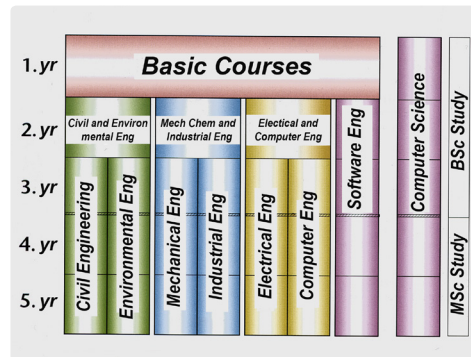 1. yr
Basic Courses
2. yr
Civil and Environ
mental Eng
Mech Chem and
Industrial Eng
Electical and
Computer Eng
3. yr
4. yr
5. yr
Civil Engineering
Environmental Eng
Mechanical Eng
Industrial Eng
Electrical Eng
Computer Eng
Software Eng
Computer Science
BSc Study
MSc Study